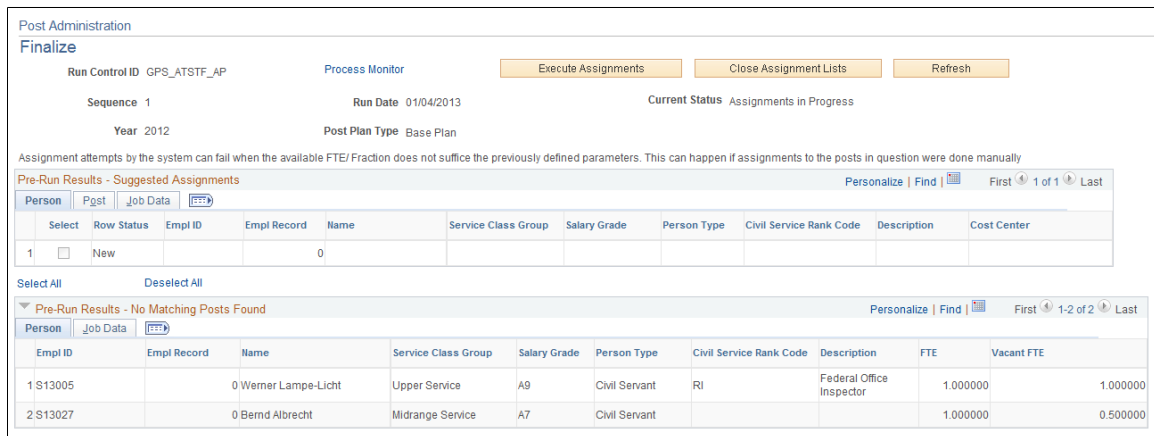 Post Administration
Finalize
Run Control ID GPS_ATSTF_AP Process Monitor Execute Assignments Close Assignment Lists Refresh
Sequence 1 Run Date 01/04/2013 Current Status Assignments in Progress
Year 2012 Post Plan Type Base Plan
Assignment attempts by the system can fail when the available FTE/ Fraction does not suffice the previously defined parameters. This can happen if assignments to the posts in question were done manually
Pre-Run Results - Suggested Assignments Personalize | Find | First 1 of 1 Last
Person Post Job Data
Select Row Status Empl ID Empl Record Name Service Class Group Salary Grade Person Type Civil Service Rank Code Description Cost Center
1 New 0
Select All Deselect All
Pre-Run Results - No Matching Posts Found Personalize | Find | First 1-2 of 2 Last
Person Job Data
Empl ID Empl Record Name Service Class Group Salary Grade Person Type Civil Service Rank Code Description FTE Vacant FTE
1 S13005 0 Werner Lampe-Licht Upper Service A9 Civil Servant RI Federal Office Inspector 1.000000 1.000000
2 S13027 0 Bernd Albrecht Midrange Service A7 Civil Servant 1.000000 0.500000